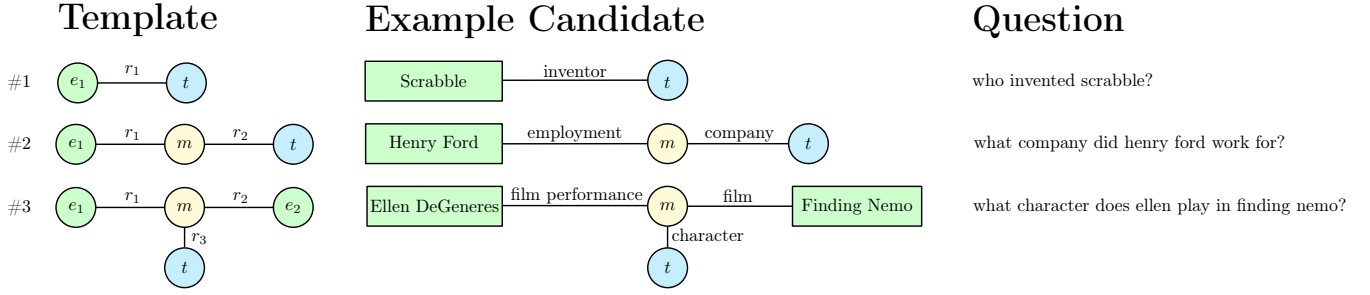 Template Example Candidate Question
#1 e₁ r₁ t Scrabble inventor t who invented scrabble?
#2 e₁ r₁ m r₂ t Henry Ford employment m company t what company did henry ford work for?
#3 e₁ r₁ m r₂ e₂ Ellen DeGeneres film performance m film Finding Nemo what character does ellen play in finding nemo?
r₃ character
t t